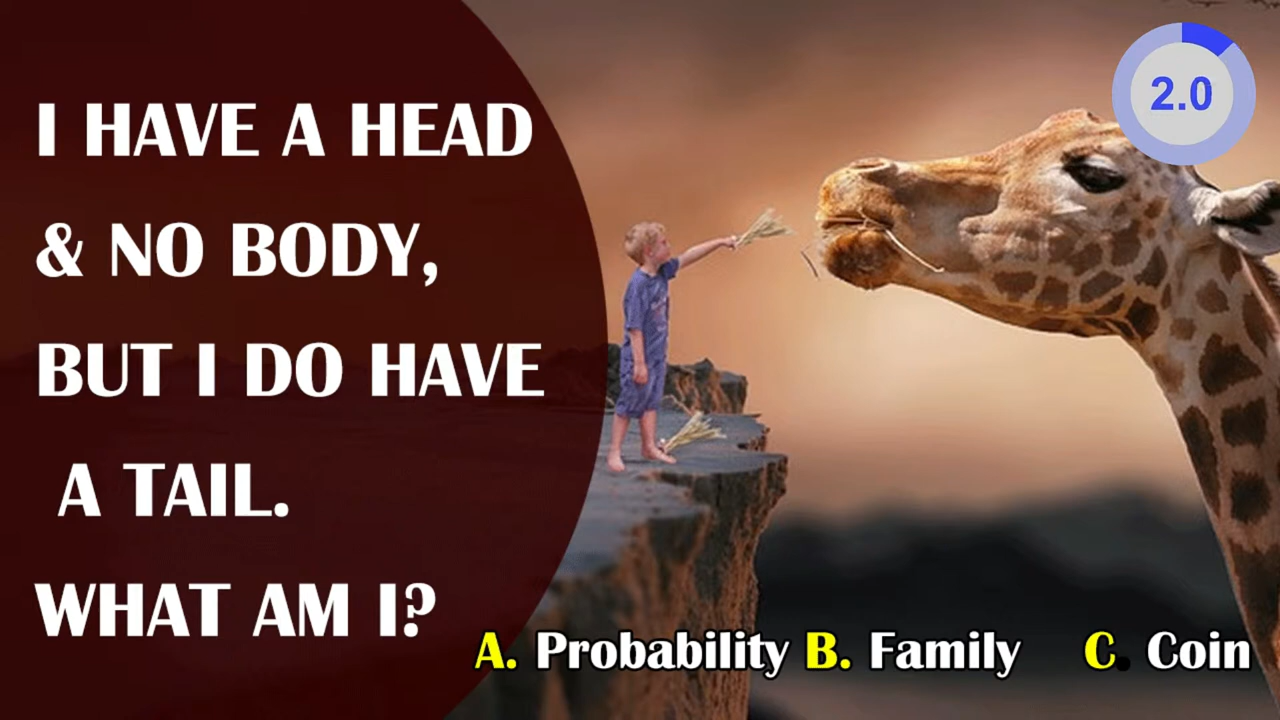 2.0
I HAVE A HEAD
& NO BODY,
BUT I DO HAVE
A TAIL.
WHAT AM I?
A. Probability B. Family C. Coin